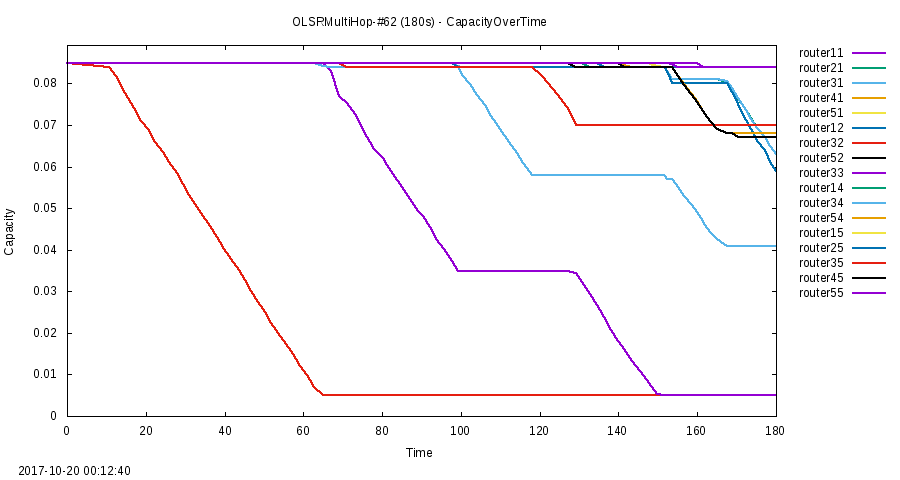 OLSRMultiHop-#62 (180s) - CapacityOverTime
router11
router21
router31
router41
router51
router12
router32
router52
router33
router14
router34
router54
router15
router25
router35
router45
router55
Capacity
0.08
0.07
0.06
0.05
0.04
0.03
0.02
0.01
0
0 20 40 60 80 100 120 140 160 180
Time
2017-10-20 00:12:40